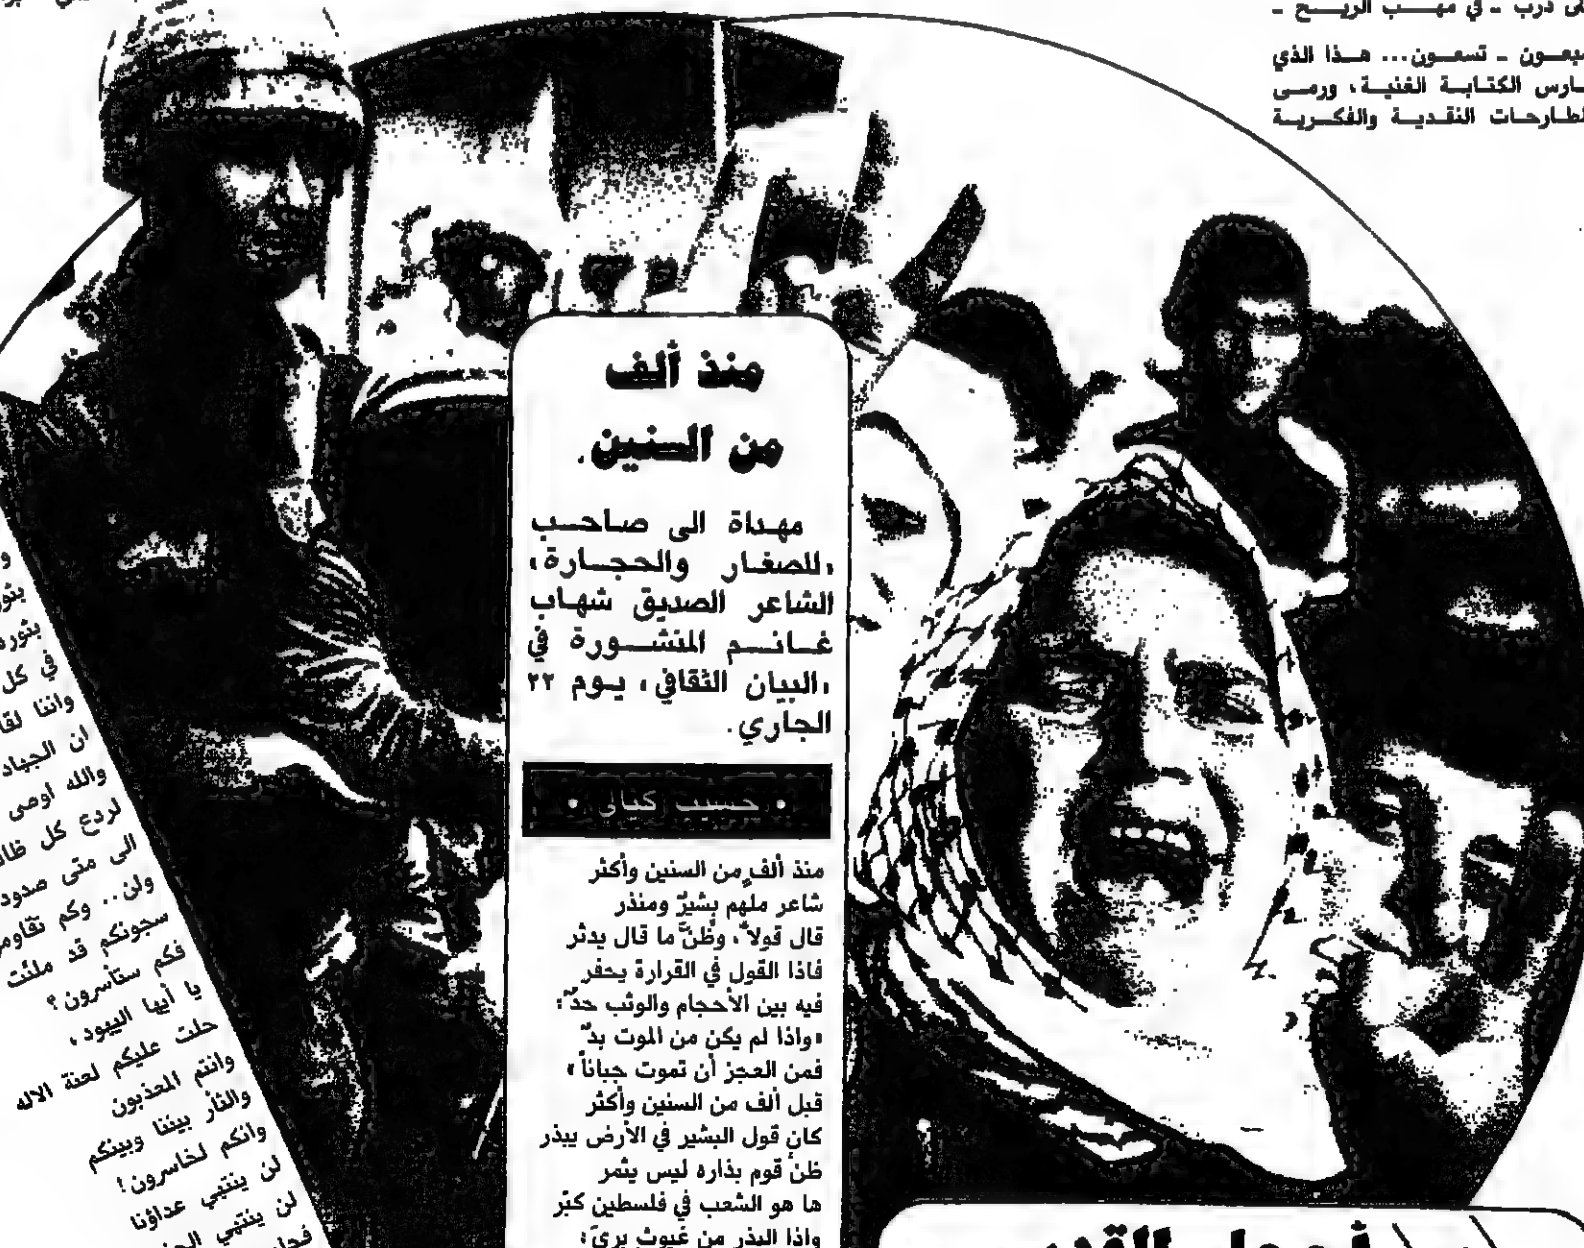 درب - في مهب الريح -
تسعون... هذا الذي
الكتابة الفنية، ورمى
النقدية والفكرية
منذ ألف
من السنين.
مهداة الى صاحب
«للصغار والحجارة»
الشاعر الصديق شهاب
غانم المنشورة في
«البيان الثقافي» يوم ٢٢
الجاري.
• حسيب كيالي •
منذ ألفٍ من السنين وأكثر
شاعر ملهم بشيرٌ ومنذر
قال قولاً، وظنَّ ما قال يدثر
فاذا القول في القرارة يحفر
فيه بين الأحجام والوثب حدّ:
«واذا لم يكن من الموت بدّ
فمن العجز أن تموت جباناً»
قبل ألف من السنين وأكثر
كان قول البشير في الأرض يبذر
ظنّ قوم بذاره ليس يثمر
ها هو الشعب في فلسطين كبّر
واذا البذر من غيوث بريّ:
في كل
واننا
ان الجهاد
والله اوصى
لردع كل
الى متى صدود
ولن.. وكم نقاوم
سجونكم قد ملئت
فكم ستأسرون؟
يا أيها اليهود،
حلت عليكم لعنة الاله
وانتم المعذبون
والثأر بيننا وبينكم
وانكم لخاسرون!
لن ينتهي عداؤنا
لن ينتهي